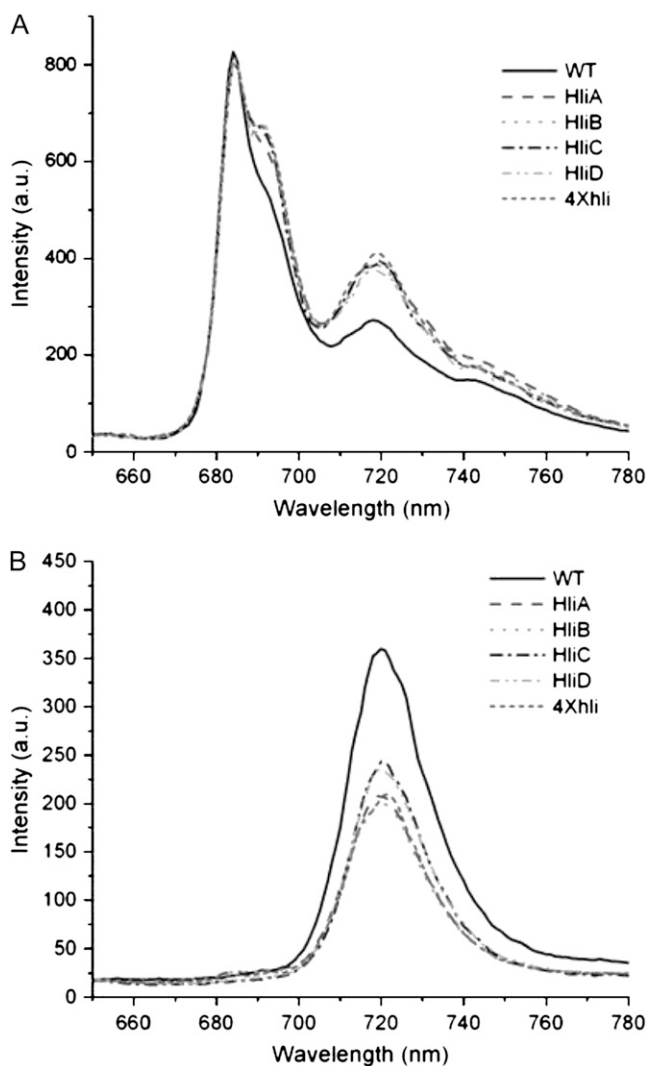 A
Intensity (a.u.)
800
600
400
200
0
WT
HliA
HliB
HliC
HliD
4Xhli
660 680 700 720 740 760 780
Wavelength (nm)
B
Intensity (a.u.)
450
400
350
300
250
200
150
100
50
0
WT
HliA
HliB
HliC
HliD
4Xhli
660 680 700 720 740 760 780
Wavelength (nm)